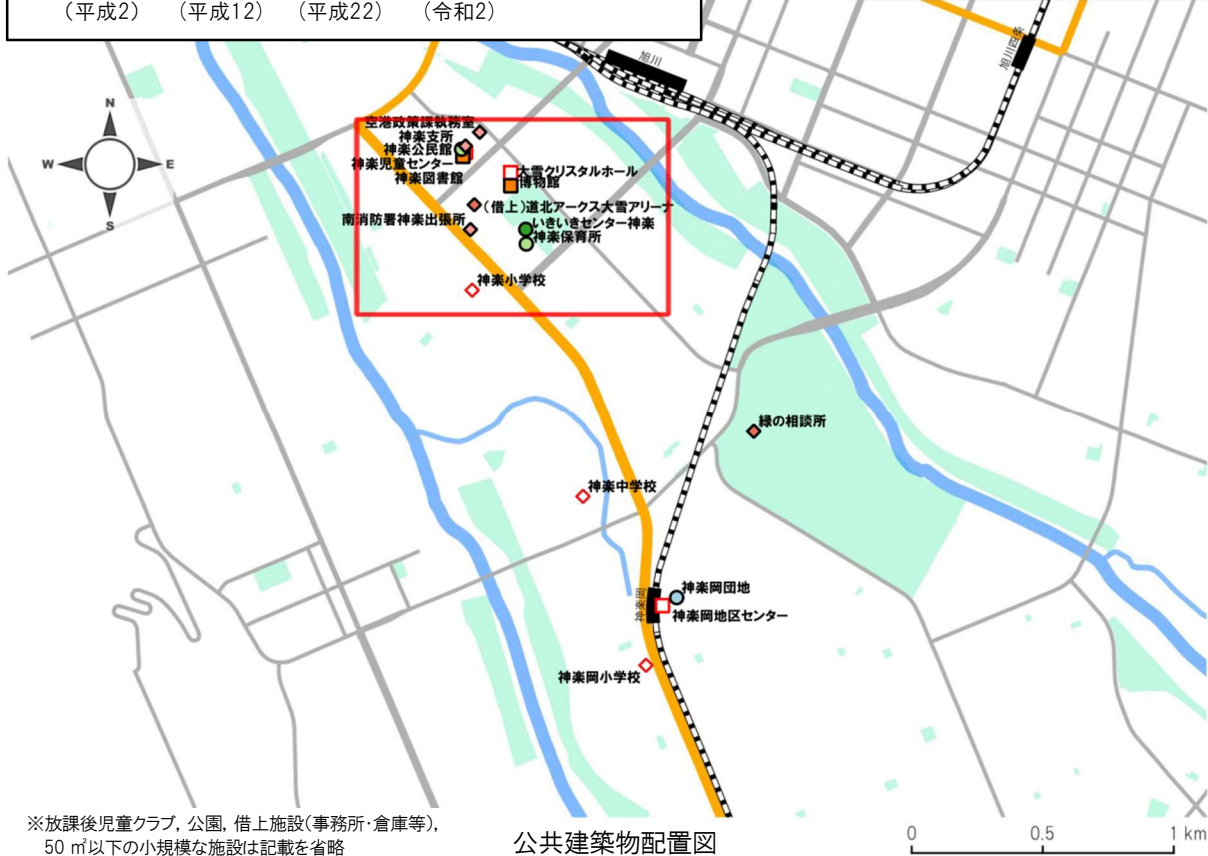 (平成2) (平成12) (平成22) (令和2)
旭川
旭川四条
N
W
E
S
空港政策課執務室
神楽支所
神楽公民館
神楽児童センター
神楽図書館
大雪クリスタルホール
博物館
(借上)道北アークス大雪アリーナ
南消防署神楽出張所
いきいきセンター神楽
神楽保育所
神楽小学校
緑の相談所
神楽中学校
神楽岡
神楽岡団地
神楽岡地区センター
神楽岡小学校
※放課後児童クラブ, 公園, 借上施設(事務所・倉庫等),
50 ㎡以下の小規模な施設は記載を省略
公共建築物配置図
0 0.5 1 km